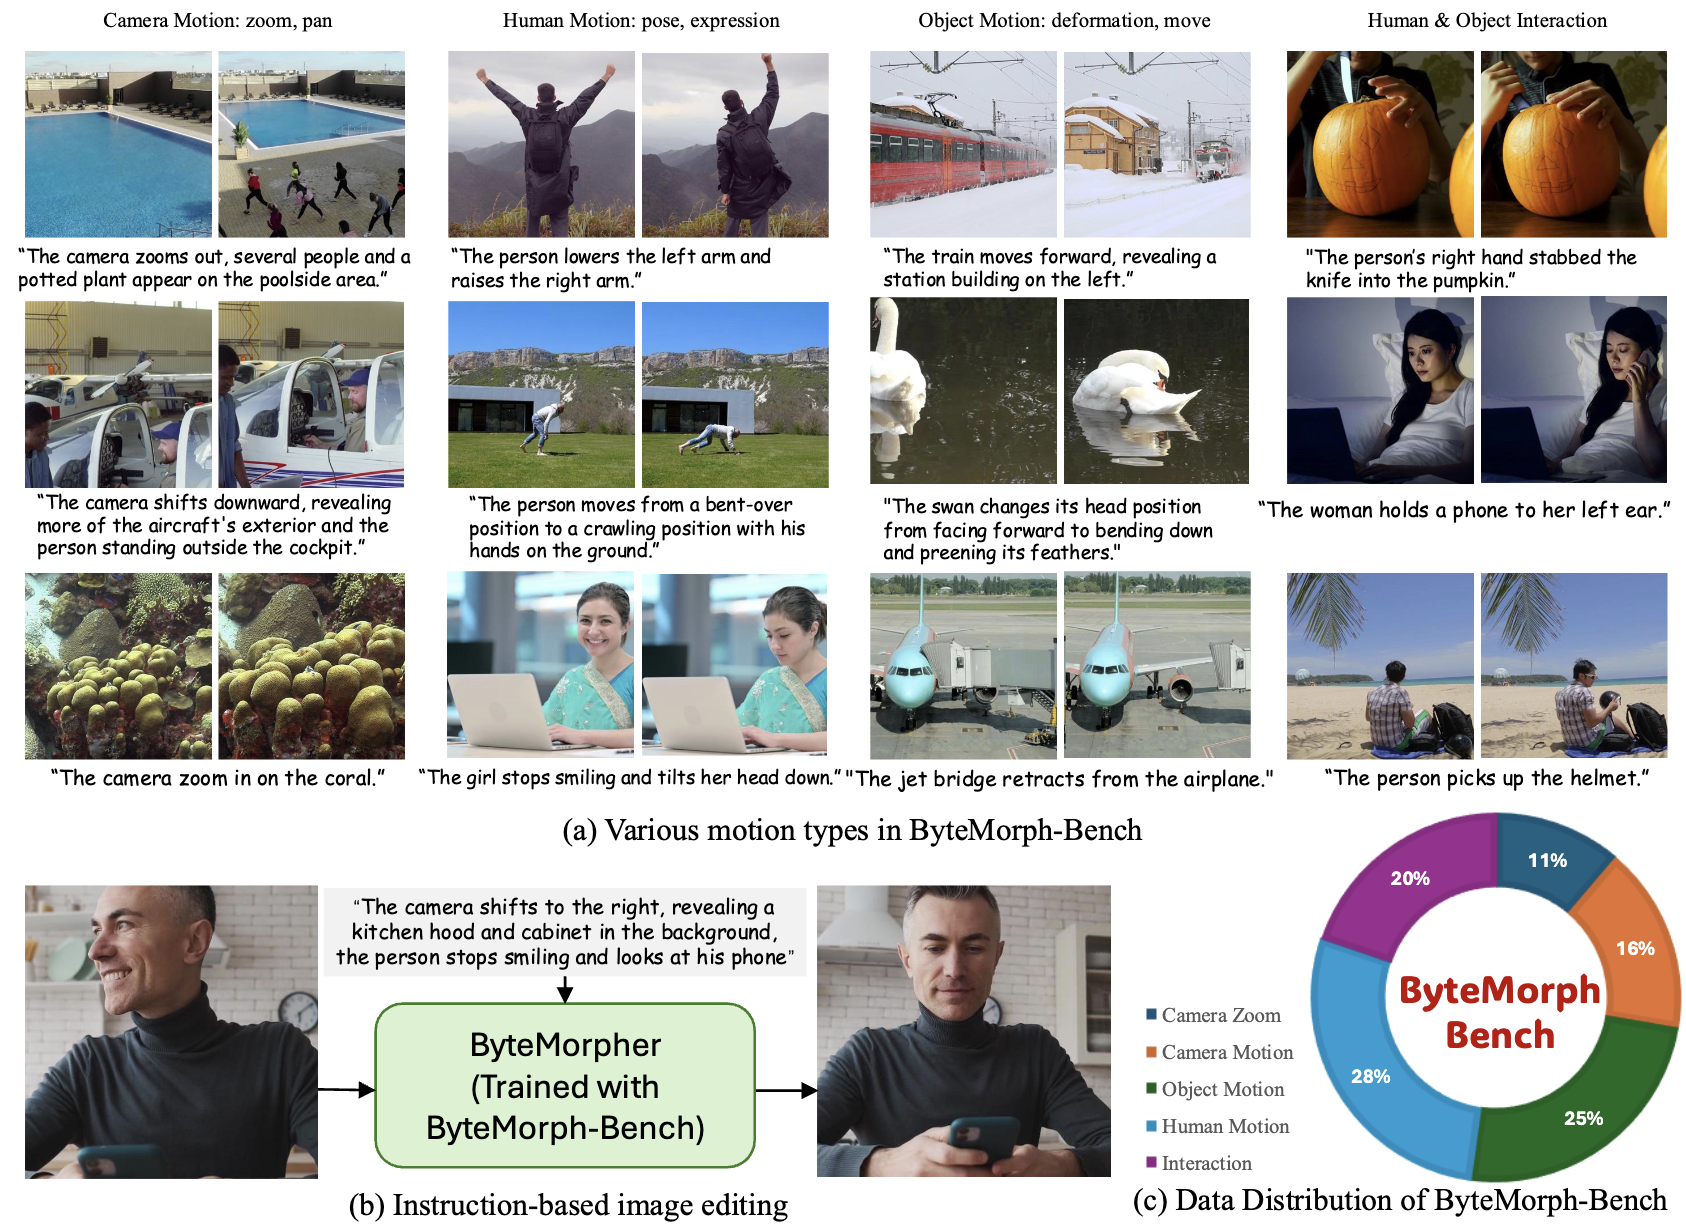 Camera Motion: zoom, pan
Human Motion: pose, expression
Object Motion: deformation, move
Human & Object Interaction
“The camera zooms out, several people and a
potted plant appear on the poolside area.”
“The person lowers the left arm and
raises the right arm.”
“The train moves forward, revealing a
station building on the left.”
"The person’s right hand stabbed the
knife into the pumpkin.”
“The camera shifts downward, revealing
more of the aircraft's exterior and the
person standing outside the cockpit.”
“The person moves from a bent-over
position to a crawling position with his
hands on the ground.”
"The swan changes its head position
from facing forward to bending down
and preening its feathers."
“The woman holds a phone to her left ear.”
“The camera zoom in on the coral.”
“The girl stops smiling and tilts her head down.”
"The jet bridge retracts from the airplane."
“The person picks up the helmet.”
(a) Various motion types in ByteMorph-Bench
“The camera shifts to the right, revealing a
kitchen hood and cabinet in the background,
the person stops smiling and looks at his phone”
ByteMorpher
(Trained with
ByteMorph-Bench)
(b) Instruction-based image editing
11%
16%
25%
28%
20%
ByteMorph
Bench
Camera Zoom
Camera Motion
Object Motion
Human Motion
Interaction
(c) Data Distribution of ByteMorph-Bench